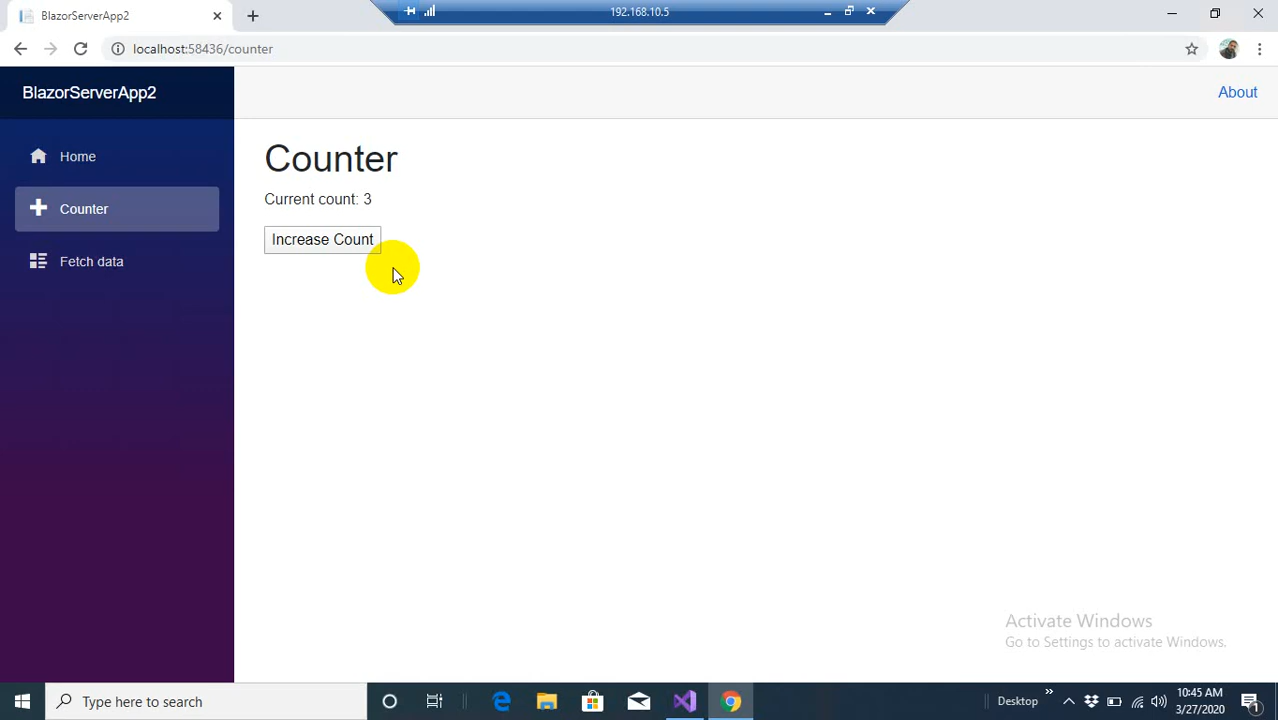 BlazorServerApp2
192.168.10.5
localhost:58436/counter
BlazorServerApp2
About
Home
Counter
Fetch data
Counter
Current count: 3
Increase Count
Activate Windows
Go to Settings to activate Windows.
Type here to search
Desktop
10:45 AM
3/27/2020
1